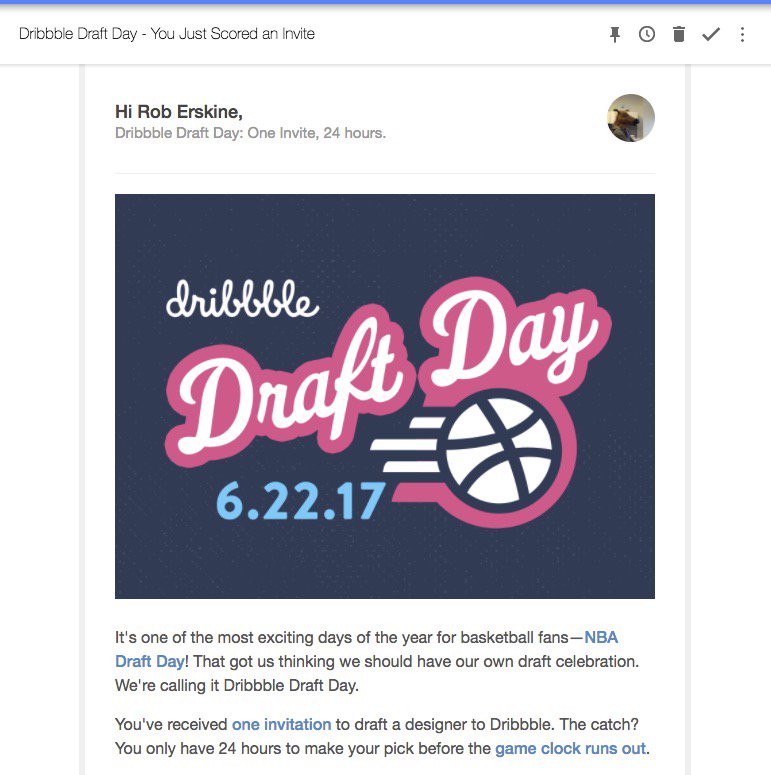 Dribbble Draft Day - You Just Scored an Invite
Hi Rob Erskine,
Dribbble Draft Day: One Invite, 24 hours.
dribbble
Draft Day
6.22.17
It's one of the most exciting days of the year for basketball fans—NBA
Draft Day! That got us thinking we should have our own draft celebration.
We're calling it Dribbble Draft Day.
You've received one invitation to draft a designer to Dribbble. The catch?
You only have 24 hours to make your pick before the game clock runs out.